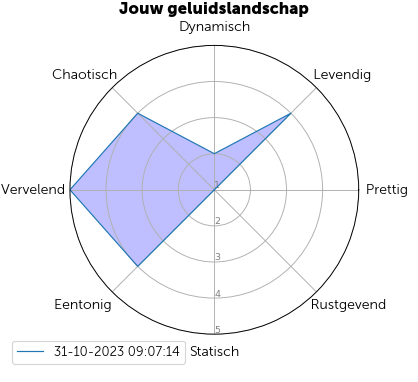 Jouw geluidslandschap
Dynamisch
Chaotisch
Levendig
Vervelend
1
Prettig
2
3
4
Eentonig
Rustgevend
5
31-10-2023 09:07:14
Statisch